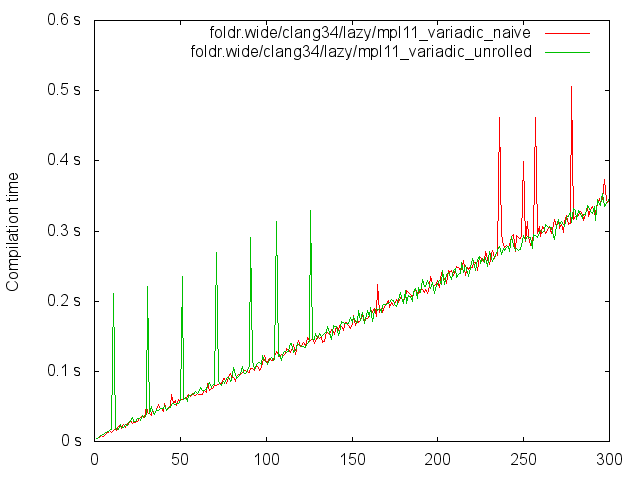 0.6 s
foldr.wide/clang34/lazy/mpl11_variadic_naive
foldr.wide/clang34/lazy/mpl11_variadic_unrolled
0.5 s
0.4 s
0.3 s
0.2 s
0.1 s
0 s
Compilation time
0 50 100 150 200 250 300